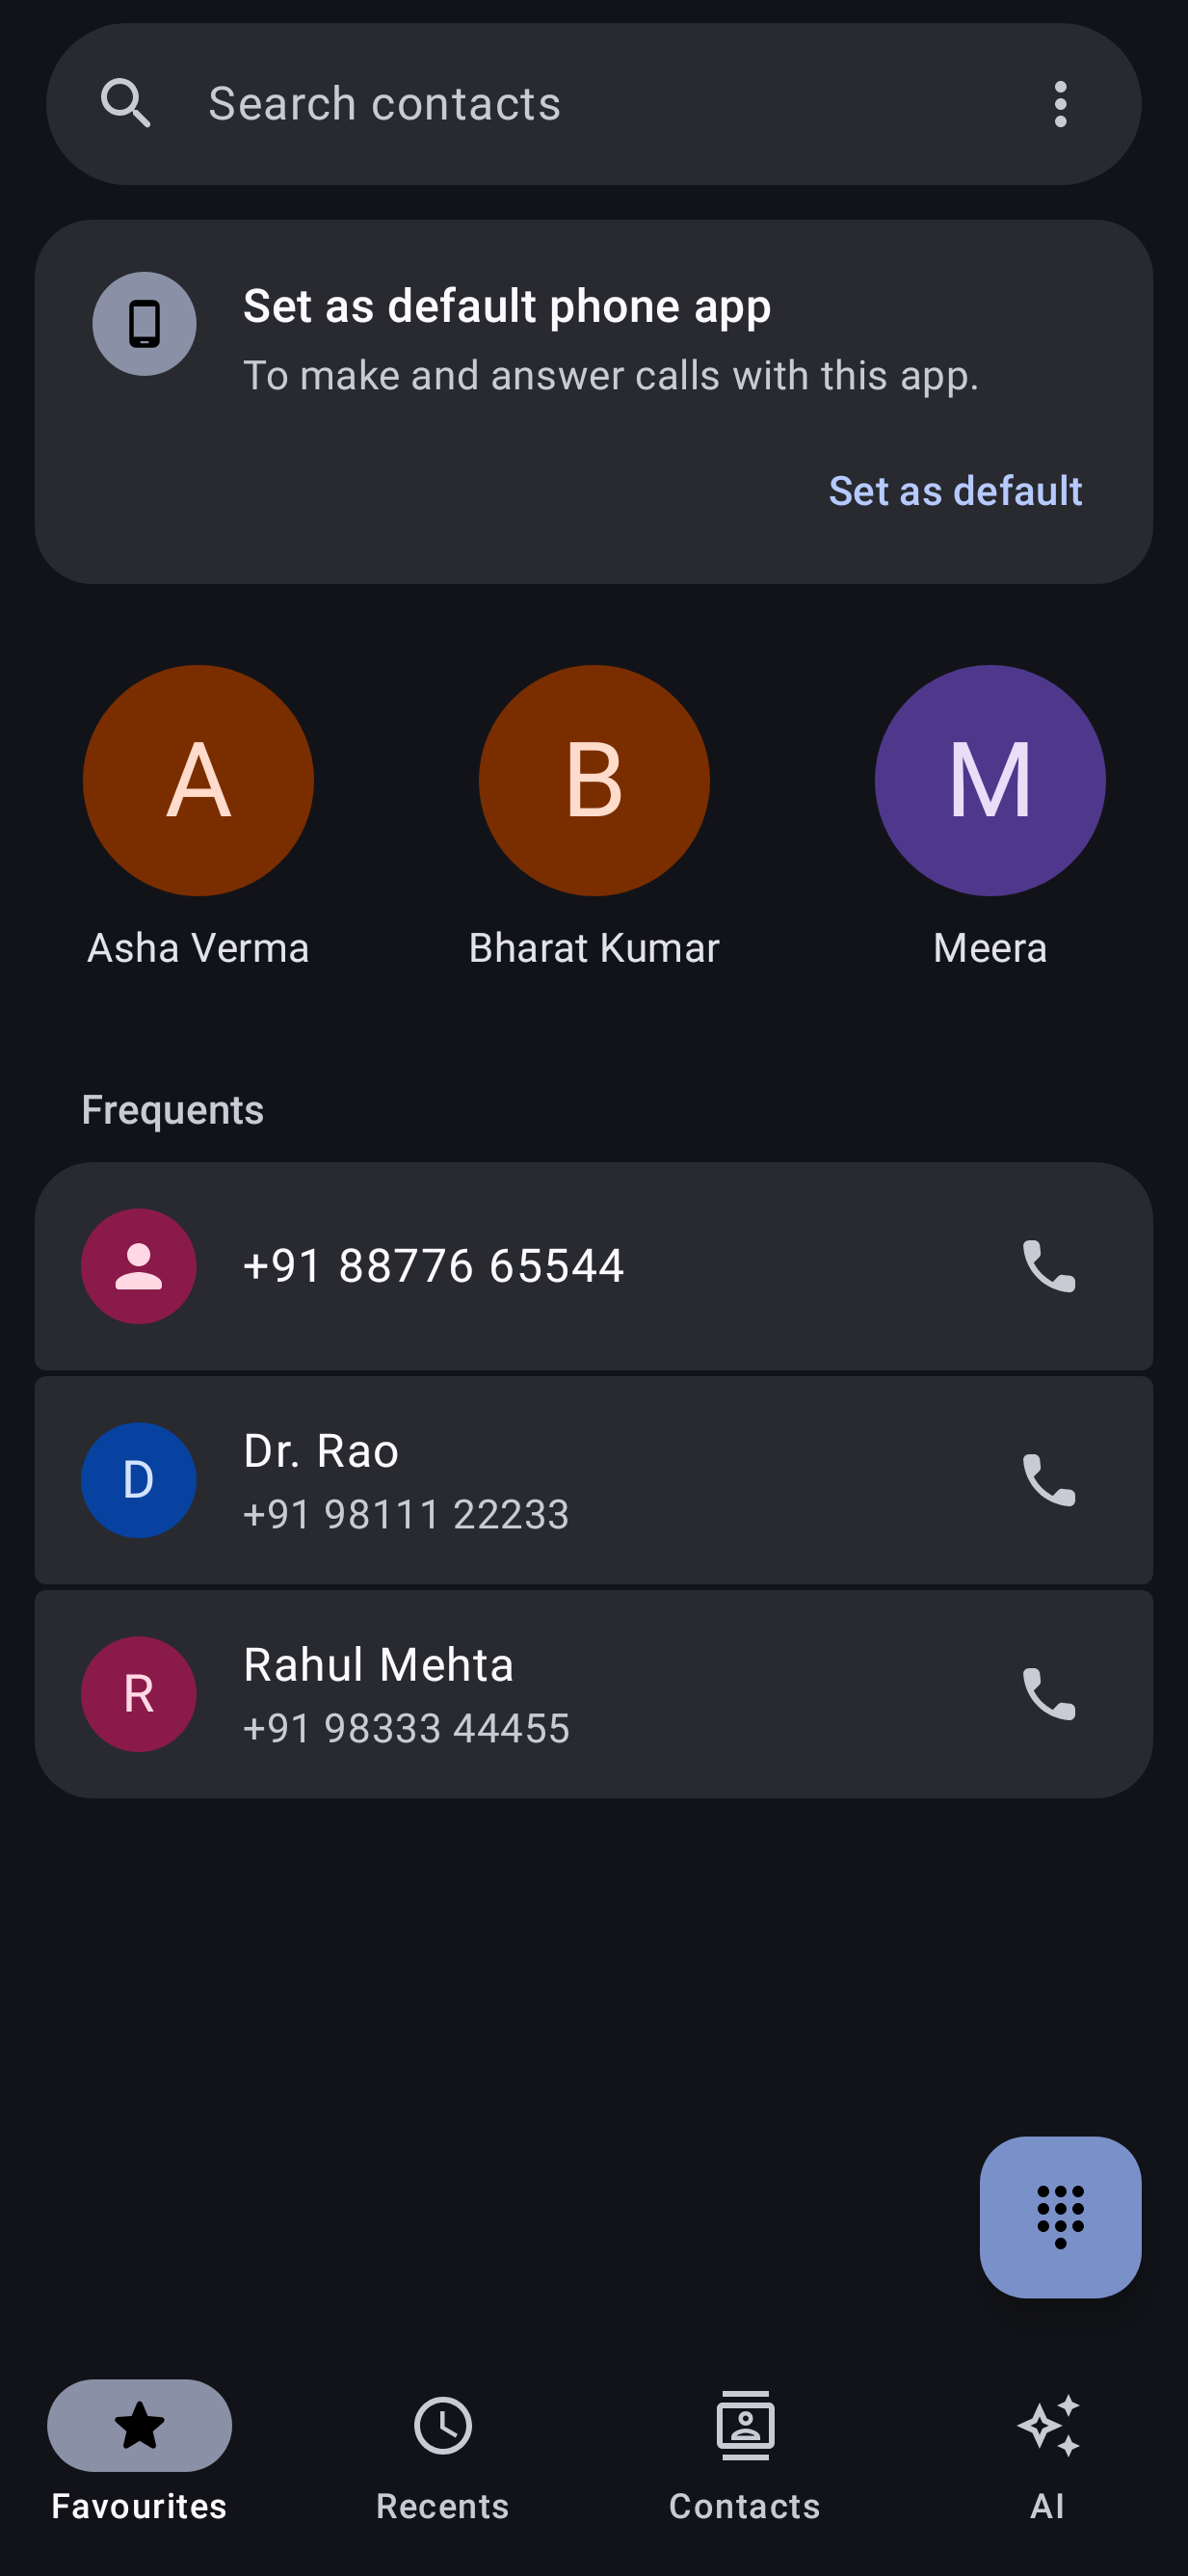 Search contacts
Set as default phone app
To make and answer calls with this app.
Set as default
A
B
M
Asha Verma
Bharat Kumar
Meera
Frequents
+91 88776 65544
D
Dr. Rao
+91 98111 22233
R
Rahul Mehta
+91 98333 44455
Favourites
Recents
Contacts
AI